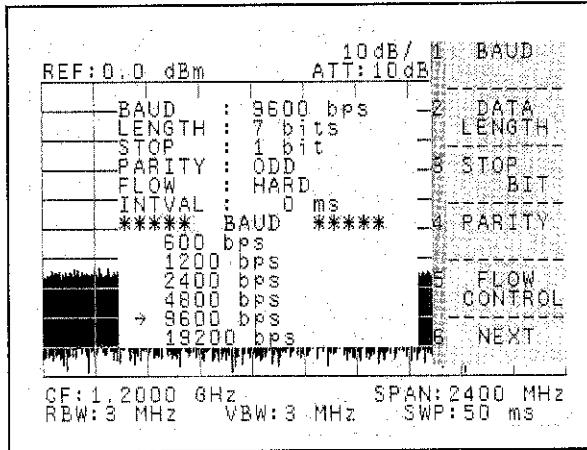 10dB/
REF:0.0 dBm ATT:10dB
BAUD : 9600 bps
LENGTH : 7 bits
STOP : 1 bit
PARITY : ODD
FLOW : HARD
INTVAL : 0 ms
***** BAUD *****
600 bps
1200 bps
2400 bps
4800 bps
→ 9600 bps
19200 bps
1 BAUD
2 DATA
LENGTH
3 STOP
BIT
4 PARITY
5 FLOW
CONTROL
6 NEXT
CF:1.2000 GHz SPAN:2400 MHz
RBW:3 MHz VBW:3 MHz SWP:50 ms